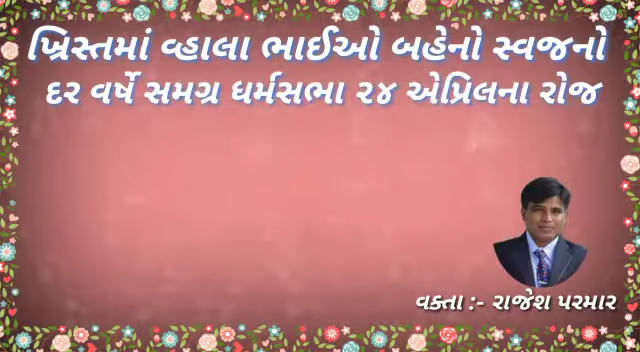 ખ્રિસ્તમાં વ્હાલા ભાઈઓ બહેનો સ્વજનો
દર વર્ષે સમગ્ર ધર્મસભા ૨૪ એપ્રિલના રોજ
વક્તા :- રાજેશ પરમાર